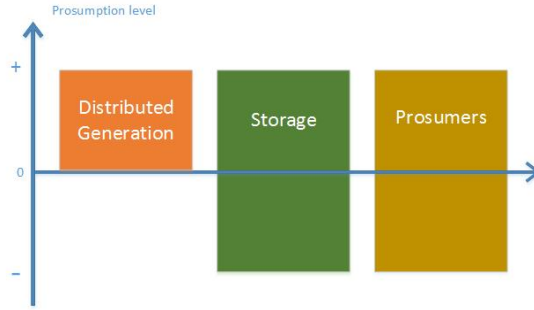 Prosumption level
+
Distributed
Generation
Storage
Prosumers
0
−